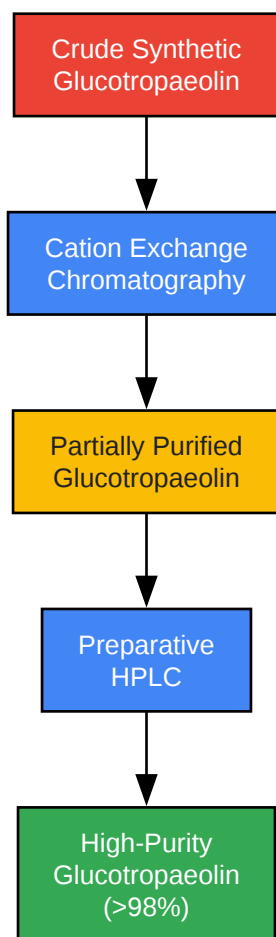 Crude Synthetic
Glucotropaeolin
Cation Exchange
Chromatography
Partially Purified
Glucotropaeolin
Preparative
HPLC
High-Purity
Glucotropaeolin
(>98%)